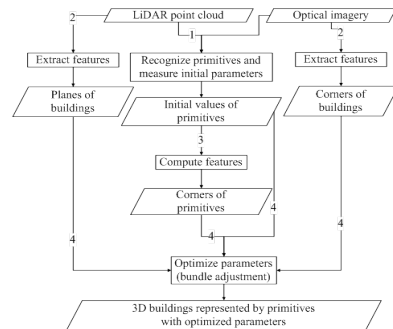 LiDAR point cloud
Optical imagery
2
1
2
Extract features
Recognize primitives and
measure initial parameters
Extract features
Planes of
buildings
Initial values of
primitives
Corners of
buildings
3
Compute features
Corners of
primitives
4
4
4
4
Optimize parameters
(bundle adjustment)
3D buildings represented by primitives
with optimized parameters